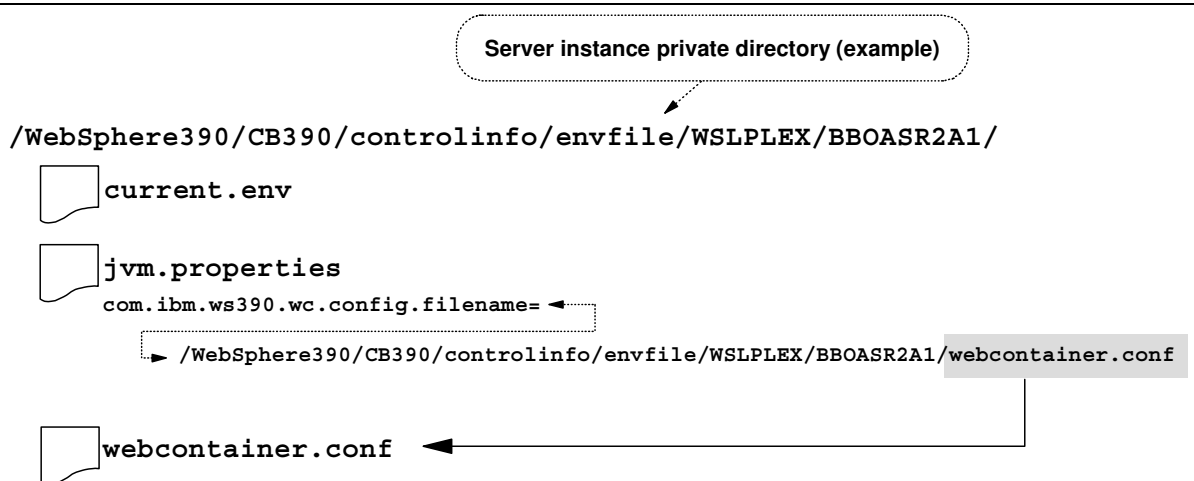 Server instance private directory (example)
/WebSphere390/CB390/controlinfo/envfile/WSLPLEX/BBOASR2A1/
current.env
jvm.properties
com.ibm.ws390.wc.config.filename=
/WebSphere390/CB390/controlinfo/envfile/WSLPLEX/BBOASR2A1/webcontainer.conf
webcontainer.conf